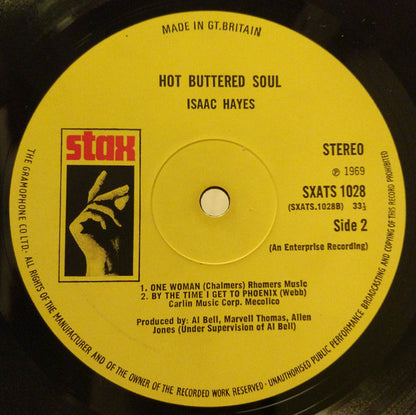 MADE IN GT.BRITAIN
HOT BUTTERED SOUL
ISAAC HAYES
stax
STEREO
℗ 1969
SXATS 1028
(SXATS.1028B) 33⅓
Side 2
(An Enterprise Recording)
1. ONE WOMAN (Chalmers) Rhomers Music
2. BY THE TIME I GET TO PHOENIX (Webb)
Carlin Music Corp. Mecolico
Produced by: Al Bell, Marvell Thomas, Allen
Jones (Under Supervision of Al Bell)
THE GRAMOPHONE CO LTD. ALL RIGHTS OF THE MANUFACTURER AND OF THE OWNER OF THE RECORDED WORK RESERVED · UNAUTHORISED PUBLIC PERFORMANCE BROADCASTING AND COPYING OF THIS RECORD PROHIBITED